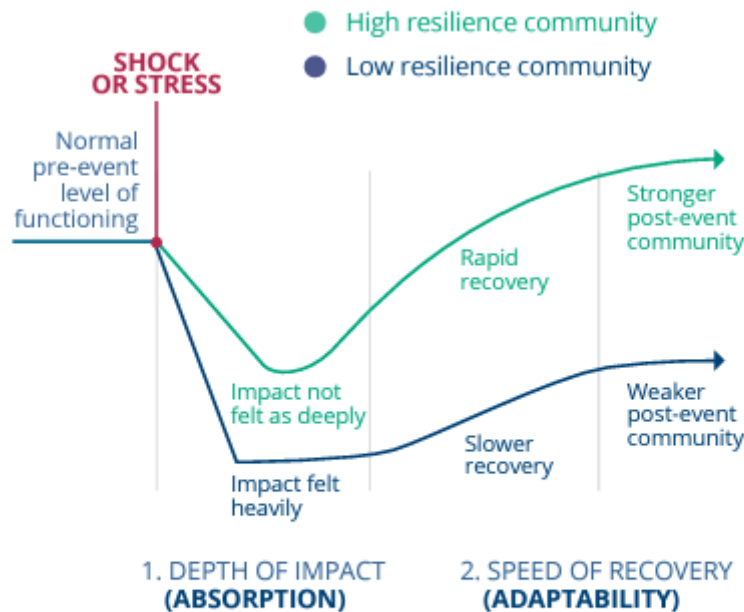 High resilience community
Low resilience community
SHOCK
OR STRESS
Normal
pre-event
level of
functioning
Stronger
post-event
community
Rapid
recovery
Impact not
felt as deeply
Weaker
post-event
community
Slower
recovery
Impact felt
heavily
1. DEPTH OF IMPACT
(ABSORPTION)
2. SPEED OF RECOVERY
(ADAPTABILITY)